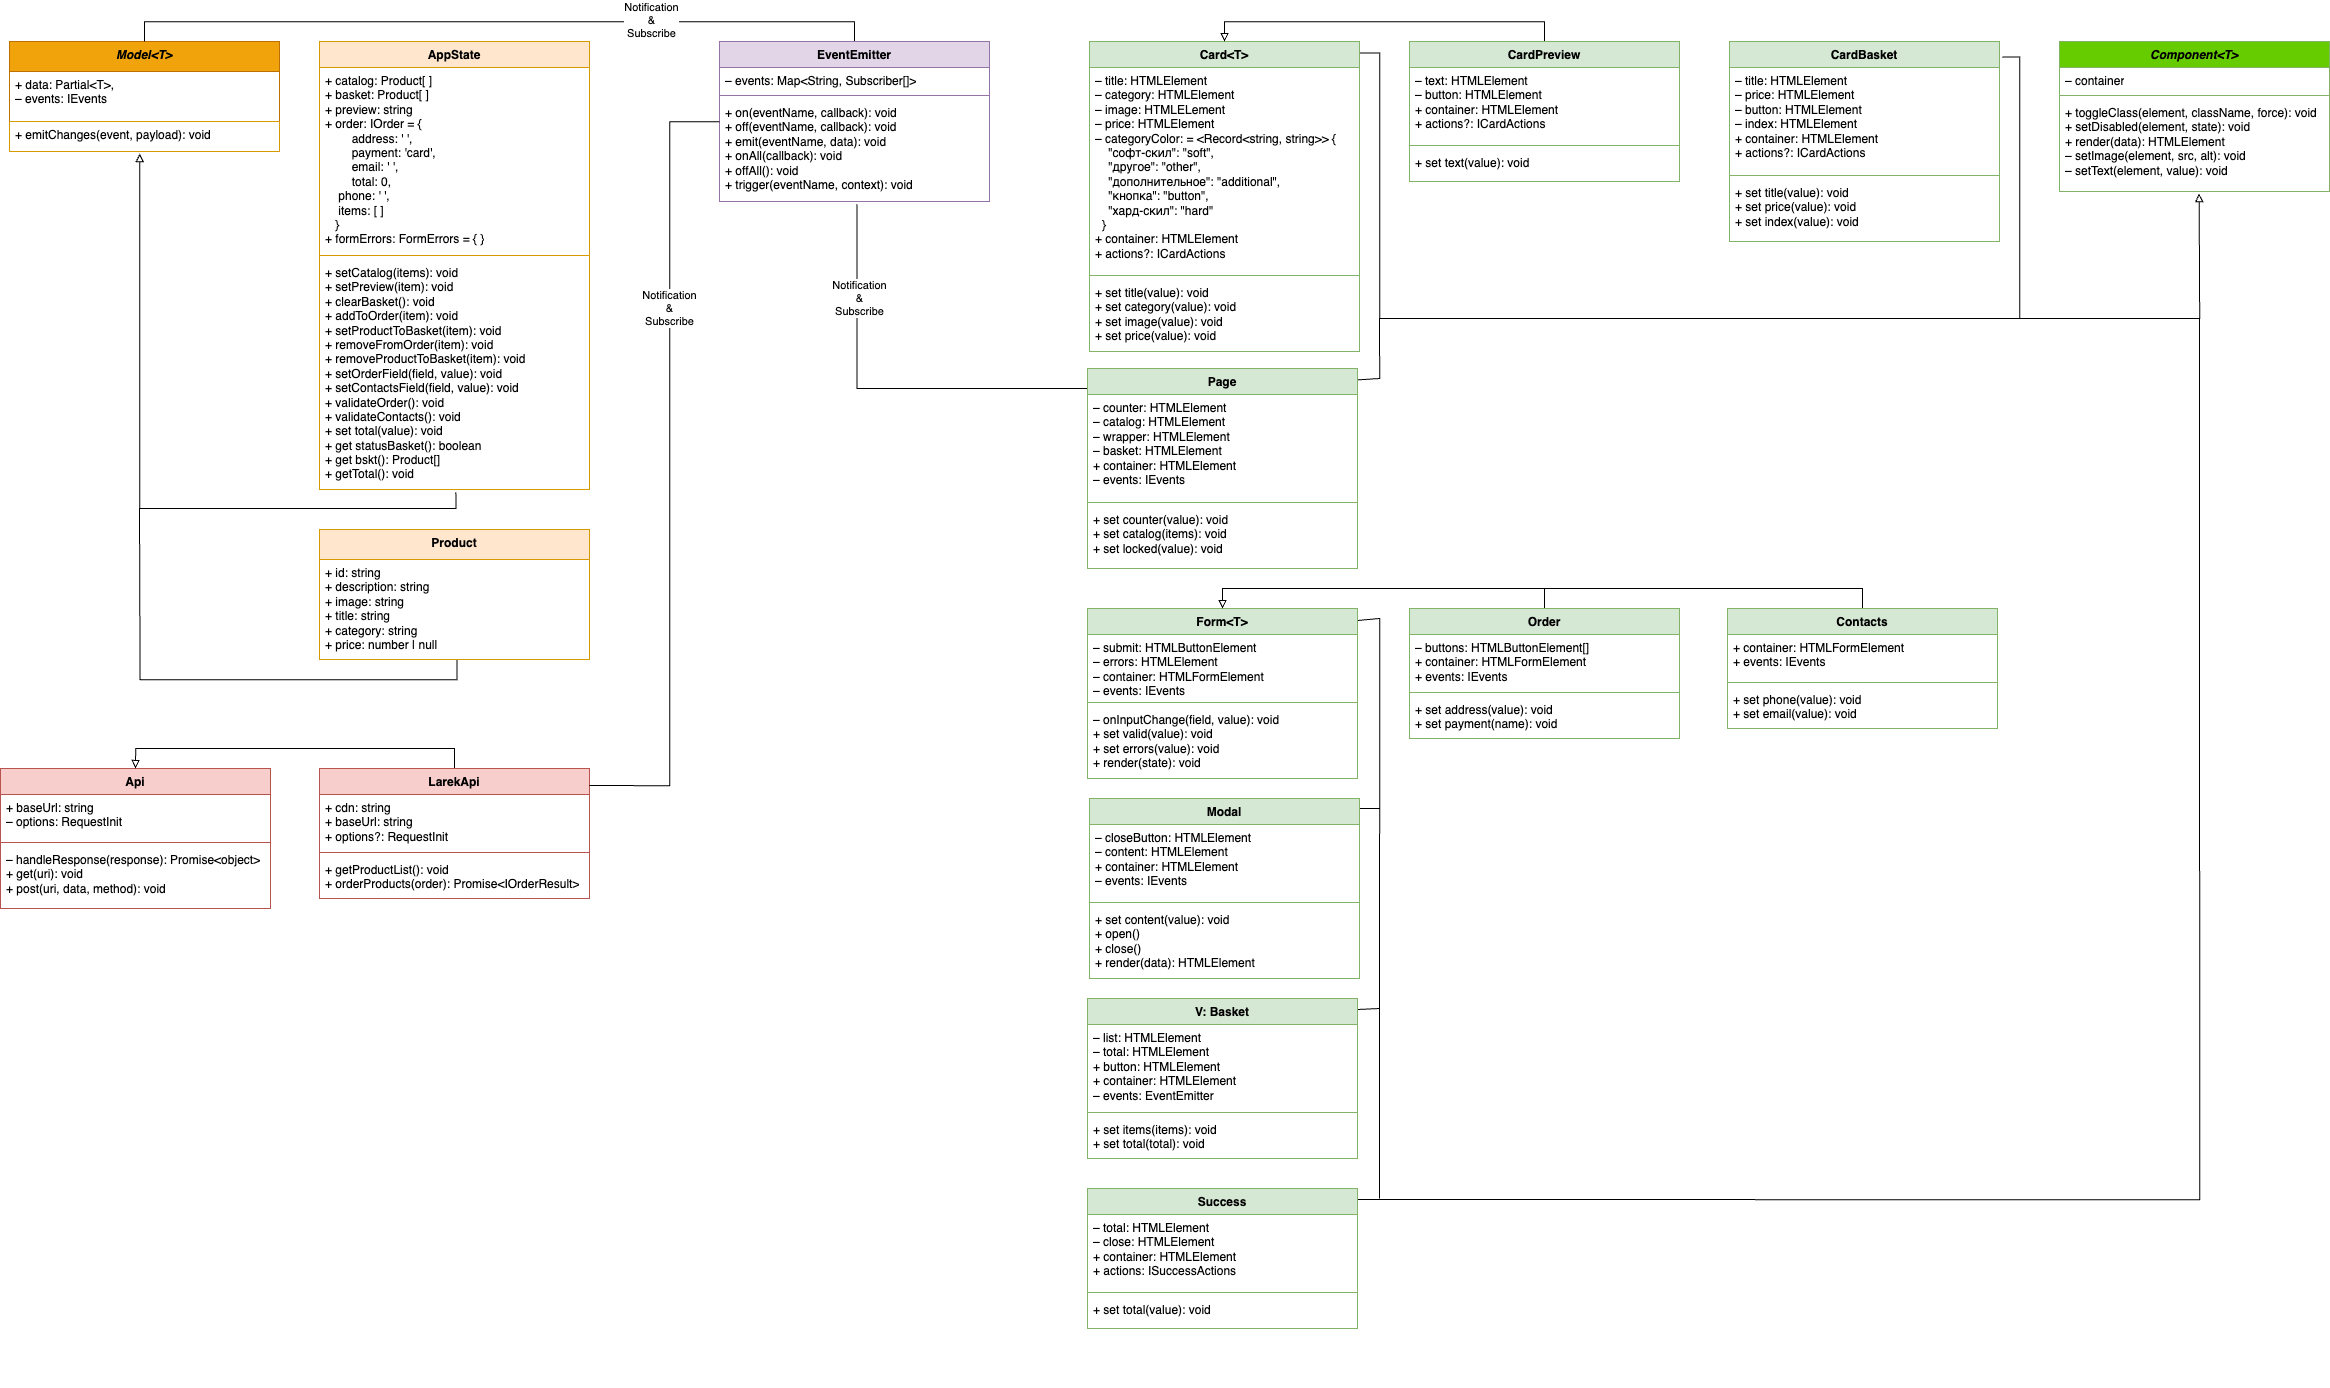 Notification
&
Subscribe
Model<T>
+ data: Partial<T>,
– events: IEvents
+ emitChanges(event, payload): void
AppState
+ catalog: Product[ ]
+ basket: Product[ ]
+ preview: string
+ order: IOrder = {
address: ' ',
payment: 'card',
email: ' ',
total: 0,
phone: ' ',
items: [ ]
}
+ formErrors: FormErrors = { }
+ setCatalog(items): void
+ setPreview(item): void
+ clearBasket(): void
+ addToOrder(item): void
+ setProductToBasket(item): void
+ removeFromOrder(item): void
+ removeProductToBasket(item): void
+ setOrderField(field, value): void
+ setContactsField(field, value): void
+ validateOrder(): void
+ validateContacts(): void
+ set total(value): void
+ get statusBasket(): boolean
+ get bskt(): Product[]
+ getTotal(): void
EventEmitter
– events: Map<String, Subscriber[]>
+ on(eventName, callback): void
+ off(eventName, callback): void
+ emit(eventName, data): void
+ onAll(callback): void
+ offAll(): void
+ trigger(eventName, context): void
Notification
&
Subscribe
Notification
&
Subscribe
Card<T>
– title: HTMLElement
– category: HTMLElement
– image: HTMLELement
– price: HTMLElement
– categoryColor: = <Record<string, string>> {
"софт-скил": "soft",
"другое": "other",
"дополнительное": "additional",
"кнопка": "button",
"хард-скил": "hard"
}
+ container: HTMLElement
+ actions?: ICardActions
+ set title(value): void
+ set category(value): void
+ set image(value): void
+ set price(value): void
CardPreview
– text: HTMLElement
– button: HTMLElement
+ container: HTMLElement
+ actions?: ICardActions
+ set text(value): void
CardBasket
– title: HTMLElement
– price: HTMLElement
– button: HTMLElement
– index: HTMLElement
+ container: HTMLElement
+ actions?: ICardActions
+ set title(value): void
+ set price(value): void
+ set index(value): void
Component<T>
– container
+ toggleClass(element, className, force): void
+ setDisabled(element, state): void
+ render(data): HTMLElement
– setImage(element, src, alt): void
– setText(element, value): void
Page
– counter: HTMLElement
– catalog: HTMLElement
– wrapper: HTMLElement
– basket: HTMLElement
+ container: HTMLElement
– events: IEvents
+ set counter(value): void
+ set catalog(items): void
+ set locked(value): void
Product
+ id: string
+ description: string
+ image: string
+ title: string
+ category: string
+ price: number | null
Form<T>
– submit: HTMLButtonElement
– errors: HTMLElement
– container: HTMLFormElement
– events: IEvents
– onInputChange(field, value): void
+ set valid(value): void
+ set errors(value): void
+ render(state): void
Order
– buttons: HTMLButtonElement[]
+ container: HTMLFormElement
+ events: IEvents
+ set address(value): void
+ set payment(name): void
Contacts
+ container: HTMLFormElement
+ events: IEvents
+ set phone(value): void
+ set email(value): void
Api
+ baseUrl: string
– options: RequestInit
– handleResponse(response): Promise<object>
+ get(uri): void
+ post(uri, data, method): void
LarekApi
+ cdn: string
+ baseUrl: string
+ options?: RequestInit
+ getProductList(): void
+ orderProducts(order): Promise<IOrderResult>
Modal
– closeButton: HTMLElement
– content: HTMLElement
+ container: HTMLElement
– events: IEvents
+ set content(value): void
+ open()
+ close()
+ render(data): HTMLElement
V: Basket
– list: HTMLElement
– total: HTMLElement
+ button: HTMLElement
+ container: HTMLElement
– events: EventEmitter
+ set items(items): void
+ set total(total): void
Success
– total: HTMLElement
– close: HTMLElement
+ container: HTMLElement
+ actions: ISuccessActions
+ set total(value): void